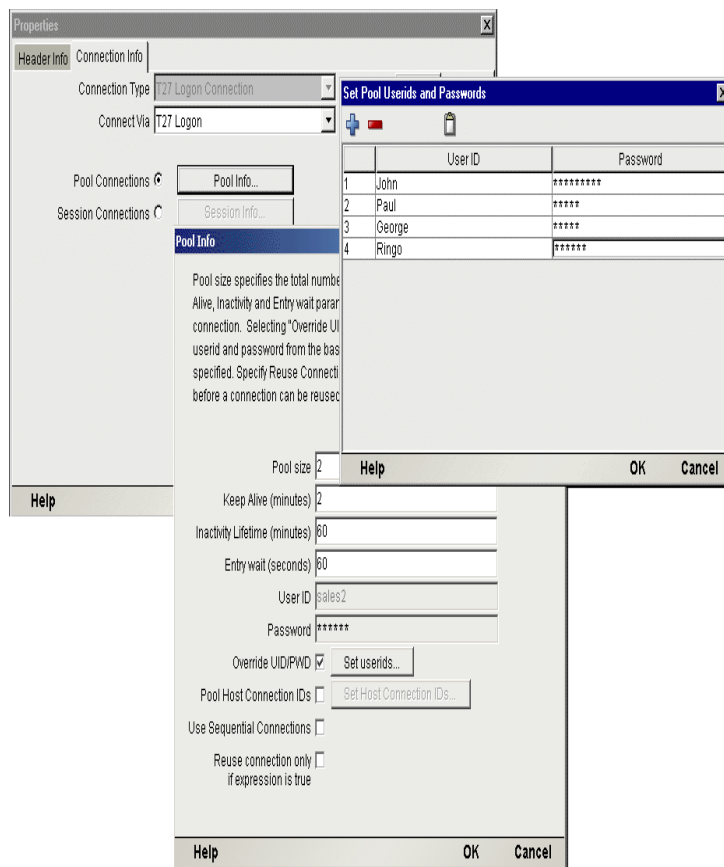 Properties
Header Info Connection Info
Connection Type T27 Logon Connection
Connect Via T27 Logon
Pool Connections Pool Info...
Session Connections Session Info...
Help
Set Pool Userids and Passwords
User ID Password
1 John *********
2 Paul *****
3 George *****
4 Ringo ******
Help OK Cancel
Pool Info
Pool size specifies the total numbe
Alive, Inactivity and Entry wait parar
connection. Selecting "Override UI
userid and password from the bas
specified. Specify Reuse Connecti
before a connection can be reused
Pool size 2
Keep Alive (minutes) 2
Inactivity Lifetime (minutes) 60
Entry wait (seconds) 60
User ID sales2
Password ******
Override UID/PWD Set userids...
Pool Host Connection IDs Set Host Connection IDs...
Use Sequential Connections
Reuse connection only
if expression is true
Help OK Cancel